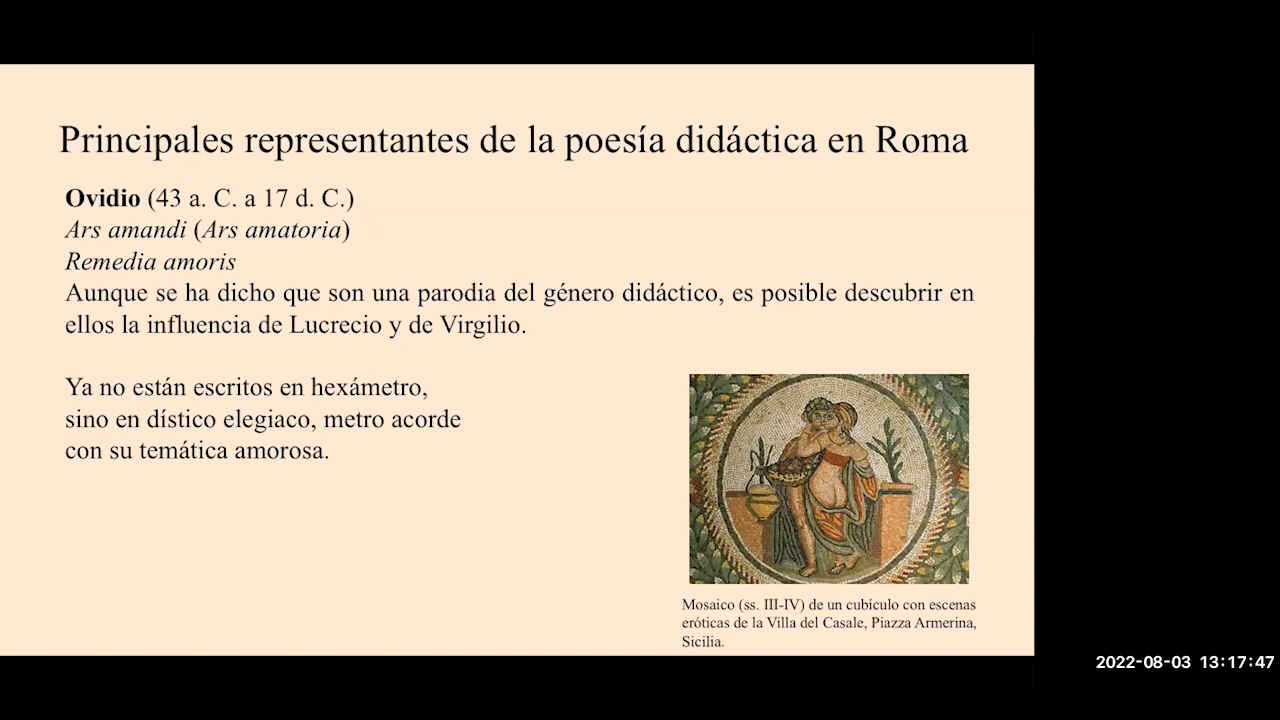 Principales representantes de la poesía didáctica en Roma
Ovidio (43 a. C. a 17 d. C.)
Ars amandi (Ars amatoria)
Remedia amoris
Aunque se ha dicho que son una parodia del género didáctico, es posible descubrir en
ellos la influencia de Lucrecio y de Virgilio.
Ya no están escritos en hexámetro,
sino en dístico elegiaco, metro acorde
con su temática amorosa.
Mosaico (ss. III-IV) de un cubículo con escenas
eróticas de la Villa del Casale, Piazza Armerina,
Sicilia.
2022-08-03 13:17:47